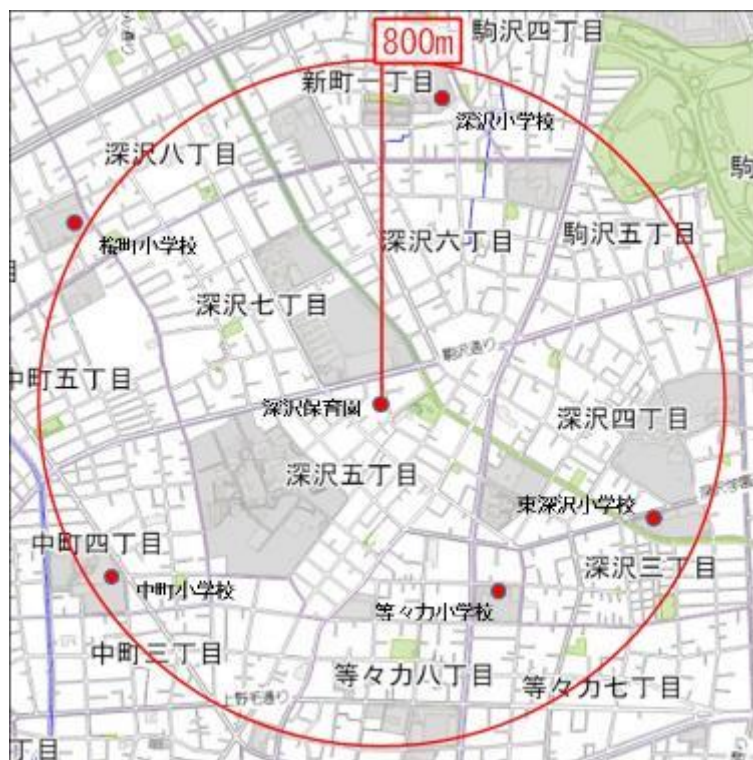 800m
駒沢四丁目
新町一丁目
深沢小学校
深沢八丁目
駒
桜町小学校
深沢六丁目
駒沢五丁目
深沢七丁目
駒沢通り
中町五丁目
深沢保育園
深沢四丁目
深沢五丁目
東深沢小学校
中町四丁目
深沢三丁目
中町小学校
等々力小学校
中町三丁目
等々力八丁目
等々力七丁目
上野毛通り
丁目